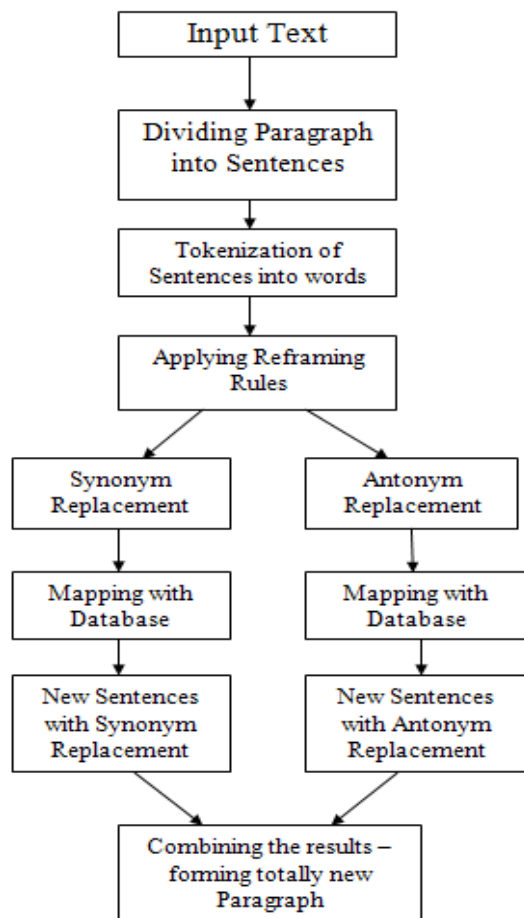 Input Text
Dividing Paragraph
into Sentences
Tokenization of
Sentences into words
Applying Reframing
Rules
Synonym
Replacement
Antonym
Replacement
Mapping with
Database
Mapping with
Database
New Sentences
with Synonym
Replacement
New Sentences
with Antonym
Replacement
Combining the results –
forming totally new
Paragraph